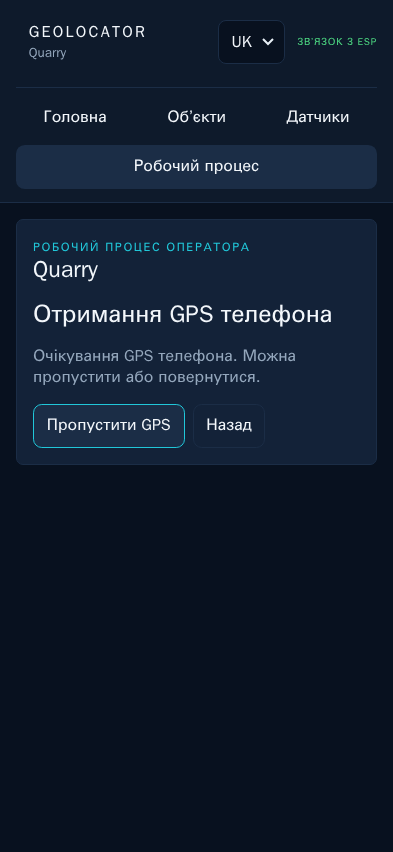 GEOLOCATOR
Quarry
UK
ЗВ'ЯЗОК З ESP
Головна
Об'єкти
Датчики
Робочий процес
РОБОЧИЙ ПРОЦЕС ОПЕРАТОРА
Quarry
Отримання GPS телефона
Очікування GPS телефона. Можна
пропустити або повернутися.
Пропустити GPS
Назад